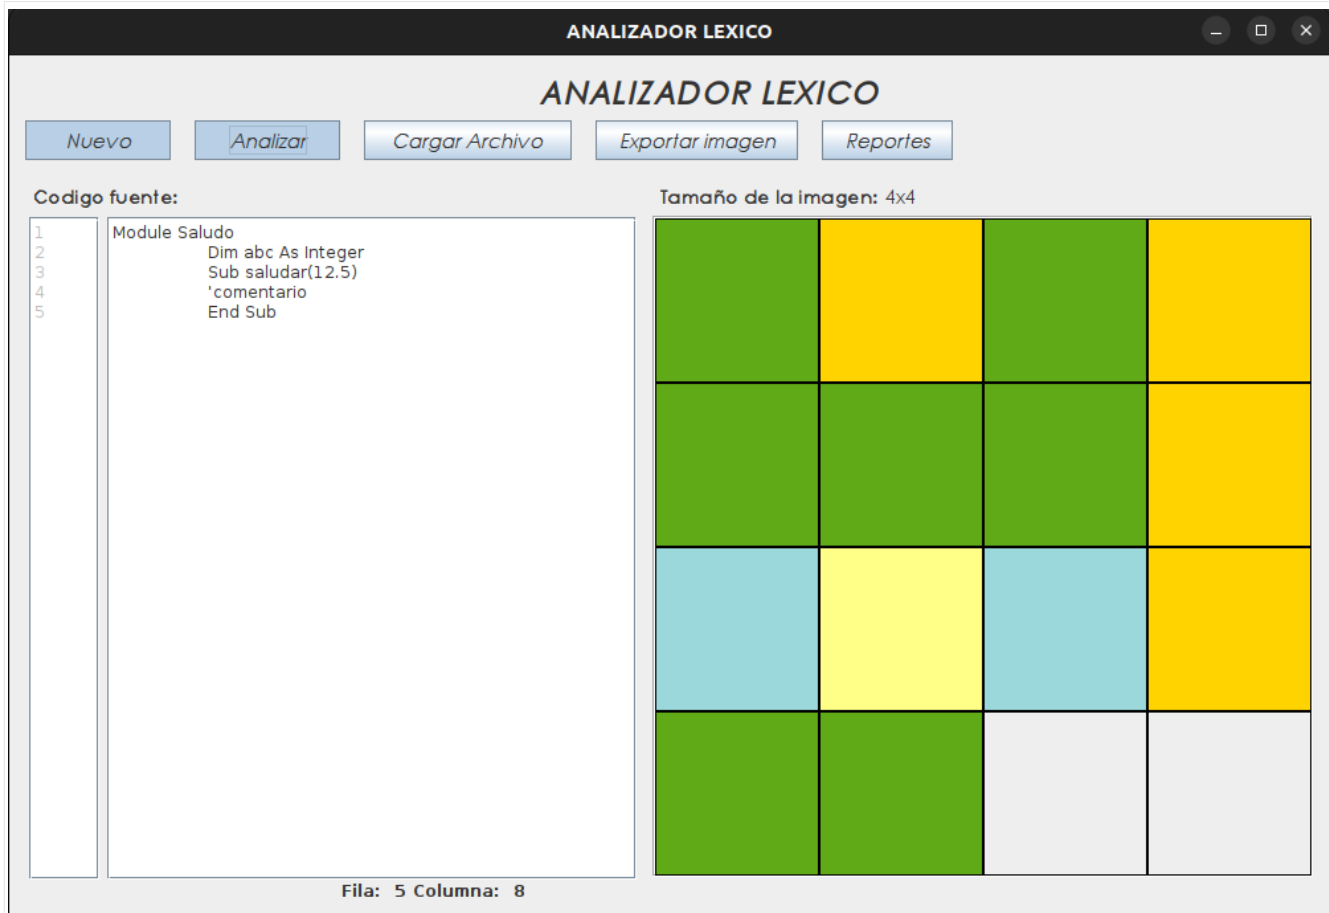 ANALIZADOR LEXICO
ANALIZADOR LEXICO
Nuevo Analizar Cargar Archivo Exportar imagen Reportes
Codigo fuente:
1 Module Saludo
2 Dim abc As Integer
3 Sub saludar(12.5)
4 'comentario
5 End Sub
Tamaño de la imagen: 4x4
Fila: 5 Columna: 8